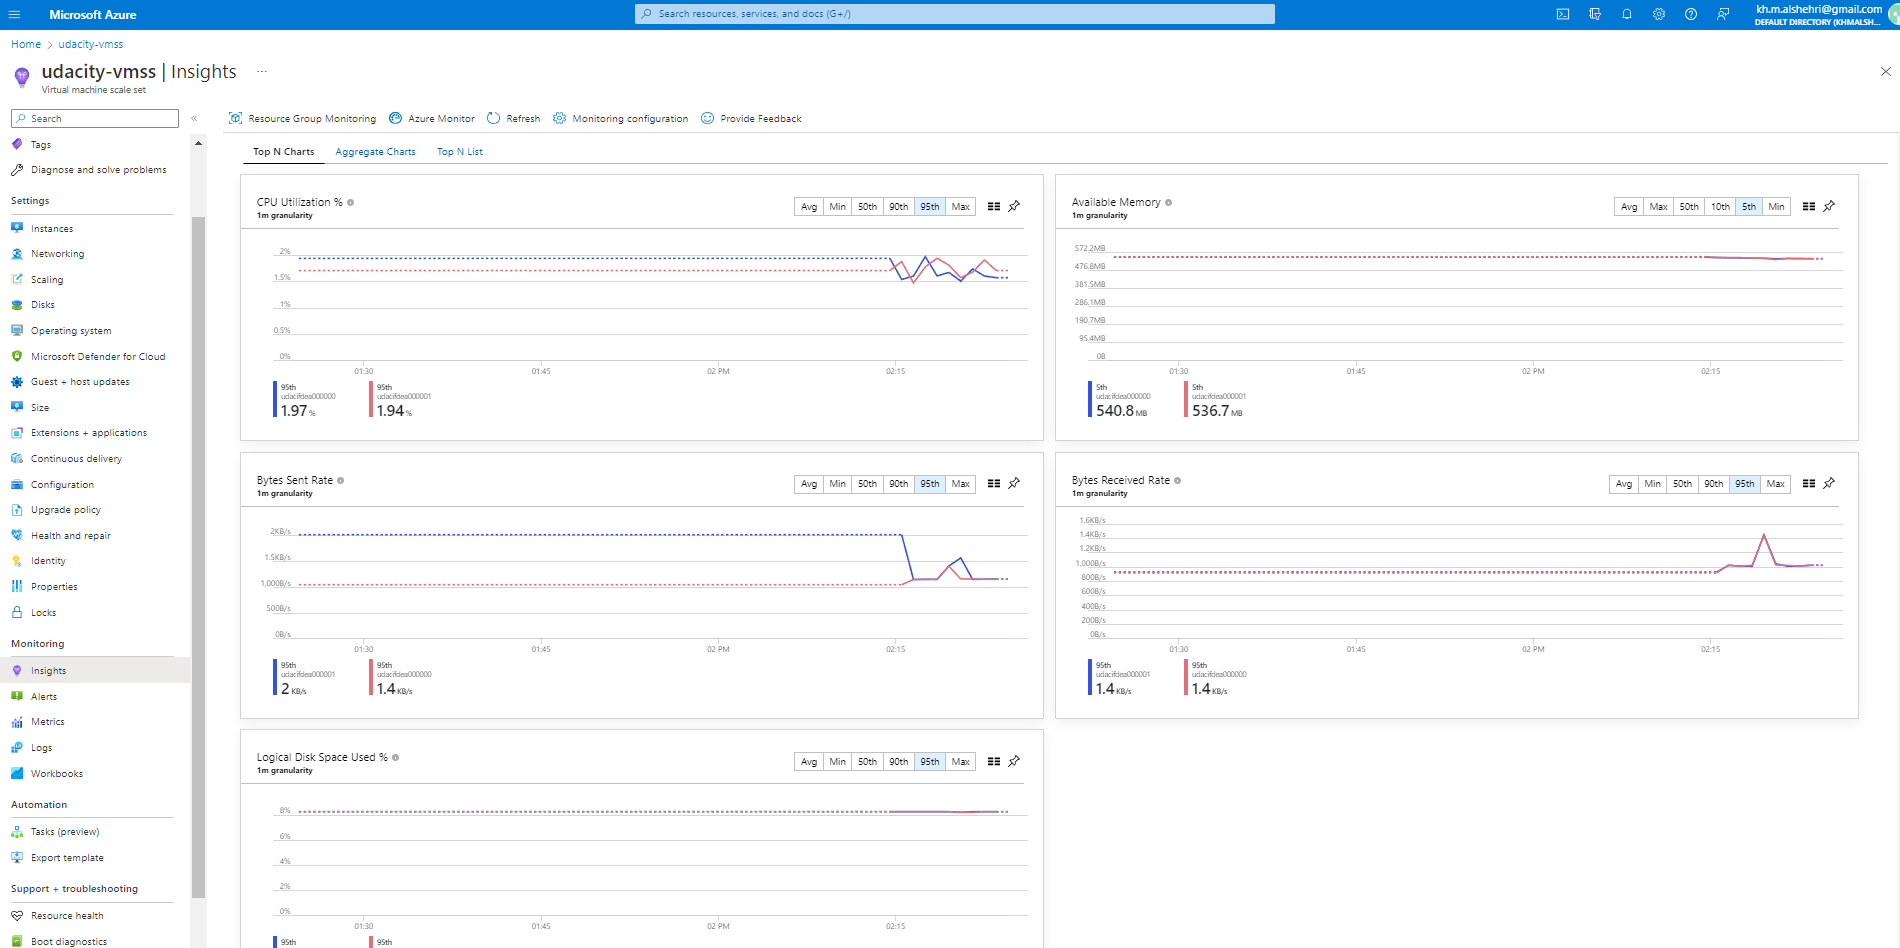 Microsoft Azure
Search resources, services, and docs (G+/)
kh.m.alshehri@gmail.com
DEFAULT DIRECTORY (KHMALSH...
Home > udacity-vmss
udacity-vmss | Insights ...
Virtual machine scale set
Search
«
Tags
Diagnose and solve problems
Settings
Instances
Networking
Scaling
Disks
Operating system
Microsoft Defender for Cloud
Guest + host updates
Size
Extensions + applications
Continuous delivery
Configuration
Upgrade policy
Health and repair
Identity
Properties
Locks
Monitoring
Insights
Alerts
Metrics
Logs
Workbooks
Automation
Tasks (preview)
Export template
Support + troubleshooting
Resource health
Boot diagnostics
Resource Group Monitoring Azure Monitor Refresh Monitoring configuration Provide Feedback
Top N Charts Aggregate Charts Top N List
CPU Utilization %
1m granularity
Avg Min 50th 90th 95th Max
2%
1.5%
1%
0.5%
0%
01:30 01:45 02 PM 02:15
95th 95th
udacifdea000000 udacifdea000001
1.97 % 1.94 %
Available Memory
1m granularity
Avg Max 50th 10th 5th Min
572.2MB
476.8MB
381.5MB
286.1MB
190.7MB
95.4MB
0B
01:30 01:45 02 PM 02:15
5th 5th
udacifdea000000 udacifdea000001
540.8 MB 536.7 MB
Bytes Sent Rate
1m granularity
Avg Min 50th 90th 95th Max
2KB/s
1.5KB/s
1,000B/s
500B/s
0B/s
01:30 01:45 02 PM 02:15
95th 95th
udacifdea000001 udacifdea000000
2 KB/s 1.4 KB/s
Bytes Received Rate
1m granularity
Avg Min 50th 90th 95th Max
1.6KB/s
1.4KB/s
1.2KB/s
1,000B/s
800B/s
600B/s
400B/s
200B/s
0B/s
01:30 01:45 02 PM 02:15
95th 95th
udacifdea000001 udacifdea000000
1.4 KB/s 1.4 KB/s
Logical Disk Space Used %
1m granularity
Avg Min 50th 90th 95th Max
8%
6%
4%
2%
0%
01:30 01:45 02 PM 02:15
95th 95th